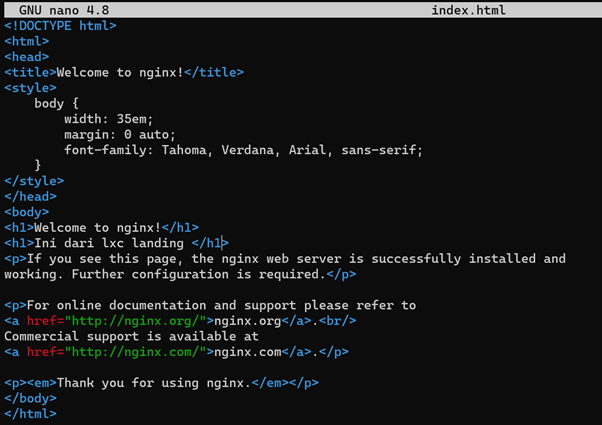 GNU nano 4.8 index.html
<!DOCTYPE html>
<html>
<head>
<title>Welcome to nginx!</title>
<style>
    body {
        width: 35em;
        margin: 0 auto;
        font-family: Tahoma, Verdana, Arial, sans-serif;
    }
</style>
</head>
<body>
<h1>Welcome to nginx!</h1>
<h1>Ini dari lxc landing </h1>
<p>If you see this page, the nginx web server is successfully installed and
working. Further configuration is required.</p>

<p>For online documentation and support please refer to
<a href="http://nginx.org/">nginx.org</a>.<br/>
Commercial support is available at
<a href="http://nginx.com/">nginx.com</a>.</p>

<p><em>Thank you for using nginx.</em></p>
</body>
</html>